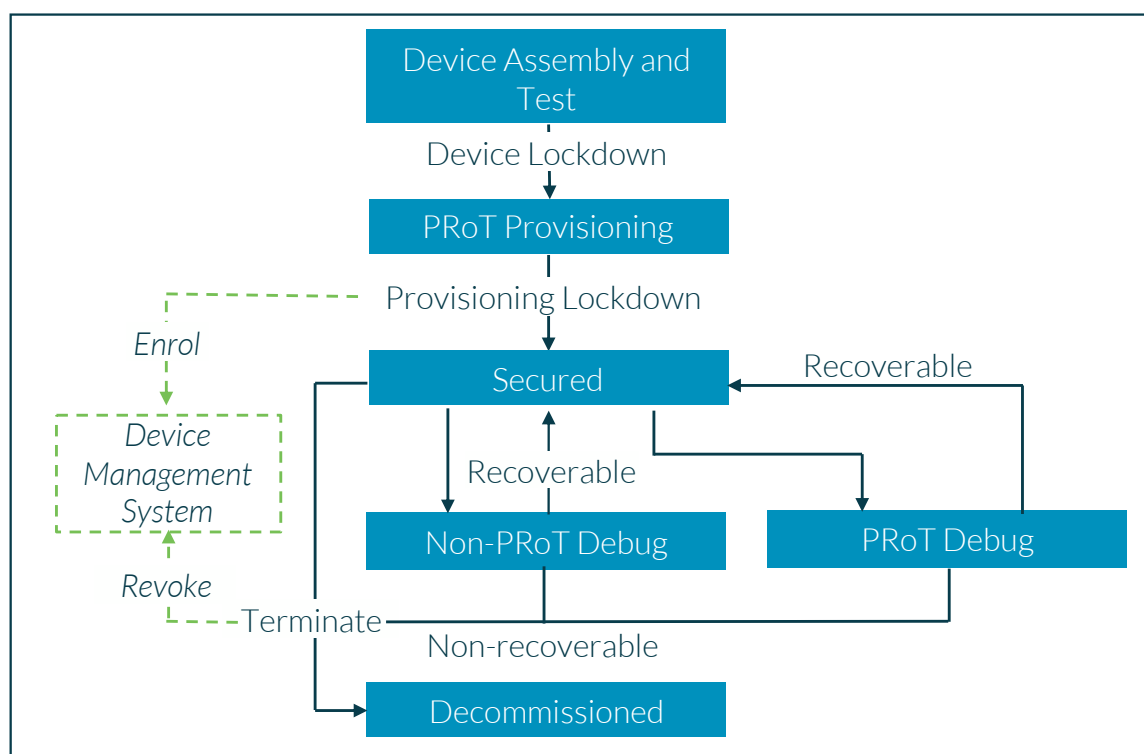 Device Assembly and
Test
Device Lockdown
PRoT Provisioning
Provisioning Lockdown
Enrol
Secured
Recoverable
Device
Management
System
Recoverable
Non-PRoT Debug
PRoT Debug
Revoke
Terminate
Non-recoverable
Decommissioned